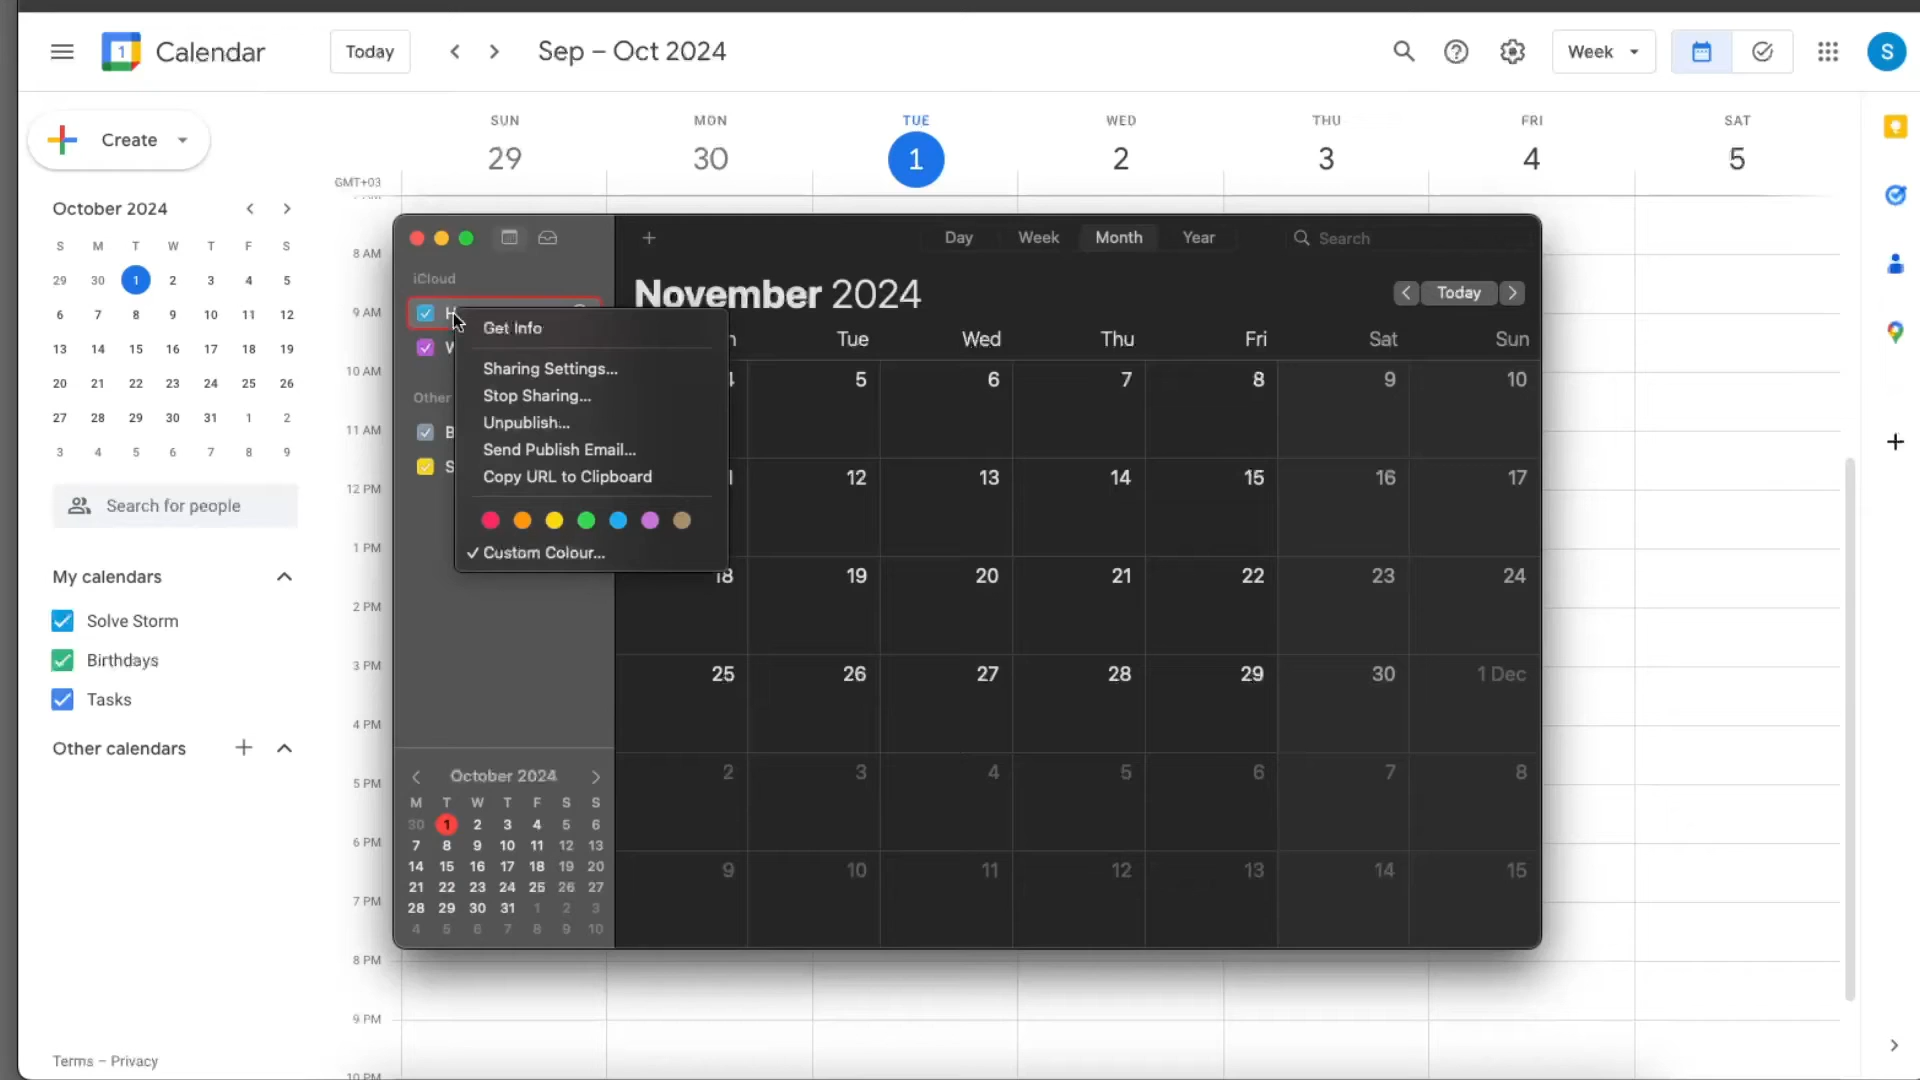 1 Calendar Today Sep – Oct 2024 Week S
Create
SUN MON TUE WED THU FRI SAT
29 30 1 2 3 4 5
GMT+03
October 2024
S M T W T F S
29 30 1 2 3 4 5
6 7 8 9 10 11 12
13 14 15 16 17 18 19
20 21 22 23 24 25 26
27 28 29 30 31 1 2
3 4 5 6 7 8 9
Search for people
My calendars
Solve Storm
Birthdays
Tasks
Other calendars
Terms – Privacy
8 AM
9 AM
10 AM
11 AM
12 PM
1 PM
2 PM
3 PM
4 PM
5 PM
6 PM
7 PM
8 PM
9 PM
10 PM
iCloud
Other
Get Info
Sharing Settings...
Stop Sharing...
Unpublish...
Send Publish Email...
Copy URL to Clipboard
✓ Custom Colour...
Day Week Month Year Search
November 2024 Today
Tue Wed Thu Fri Sat Sun
5 6 7 8 9 10
12 13 14 15 16 17
18 19 20 21 22 23 24
25 26 27 28 29 30 1 Dec
2 3 4 5 6 7 8
9 10 11 12 13 14 15
October 2024
M T W T F S S
30 1 2 3 4 5 6
7 8 9 10 11 12 13
14 15 16 17 18 19 20
21 22 23 24 25 26 27
28 29 30 31 1 2 3
4 5 6 7 8 9 10